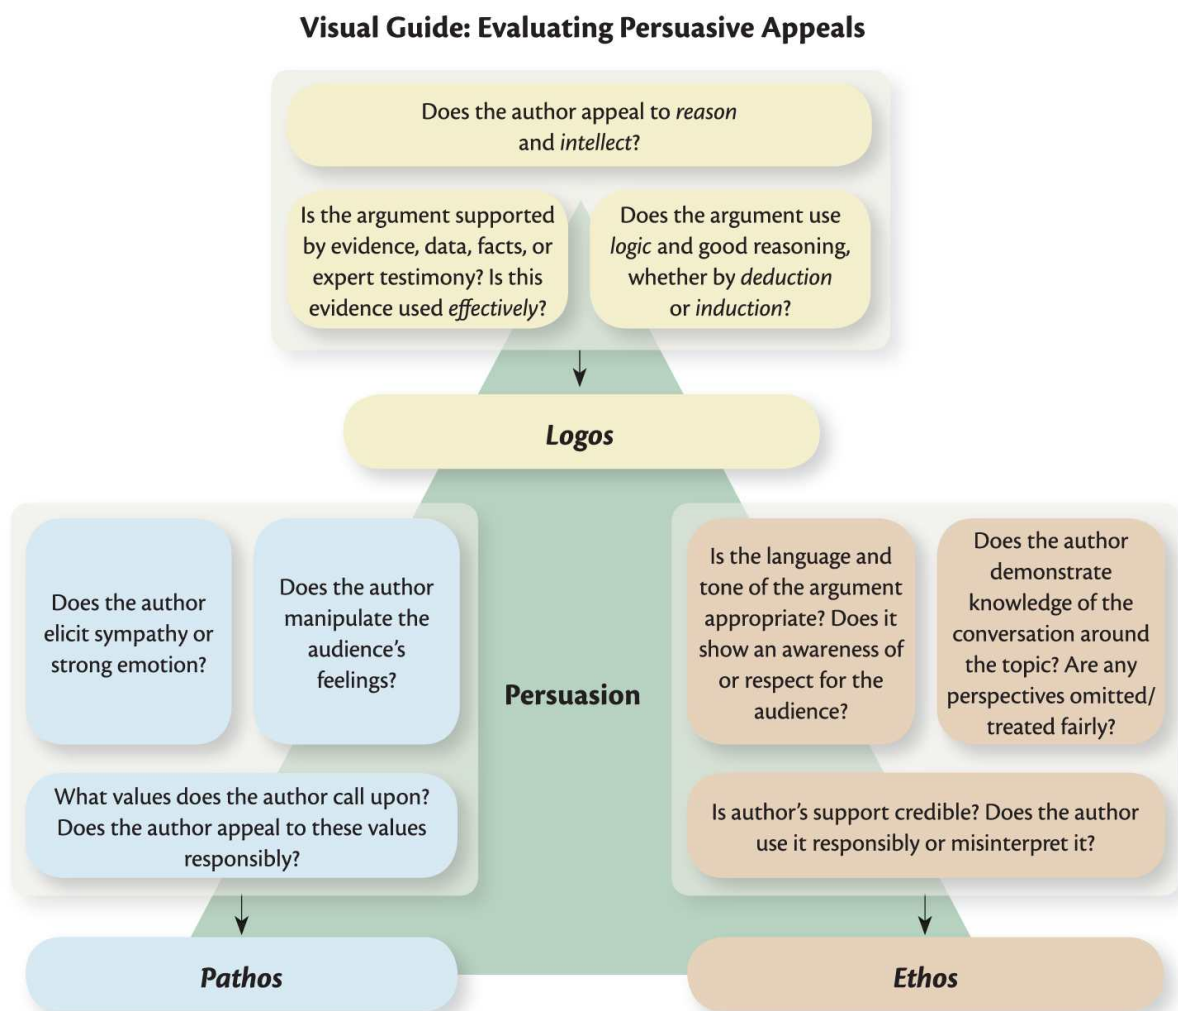 Visual Guide: Evaluating Persuasive Appeals
Does the author appeal to reason
and intellect?
Is the argument supported
by evidence, data, facts, or
expert testimony? Is this
evidence used effectively?
Does the argument use
logic and good reasoning,
whether by deduction
or induction?
Logos
Does the author
elicit sympathy or
strong emotion?
Does the author
manipulate the
audience’s
feelings?
What values does the author call upon?
Does the author appeal to these values
responsibly?
Pathos
Persuasion
Is the language and
tone of the argument
appropriate? Does it
show an awareness of
or respect for the
audience?
Does the author
demonstrate
knowledge of the
conversation around
the topic? Are any
perspectives omitted/
treated fairly?
Is author’s support credible? Does the author
use it responsibly or misinterpret it?
Ethos